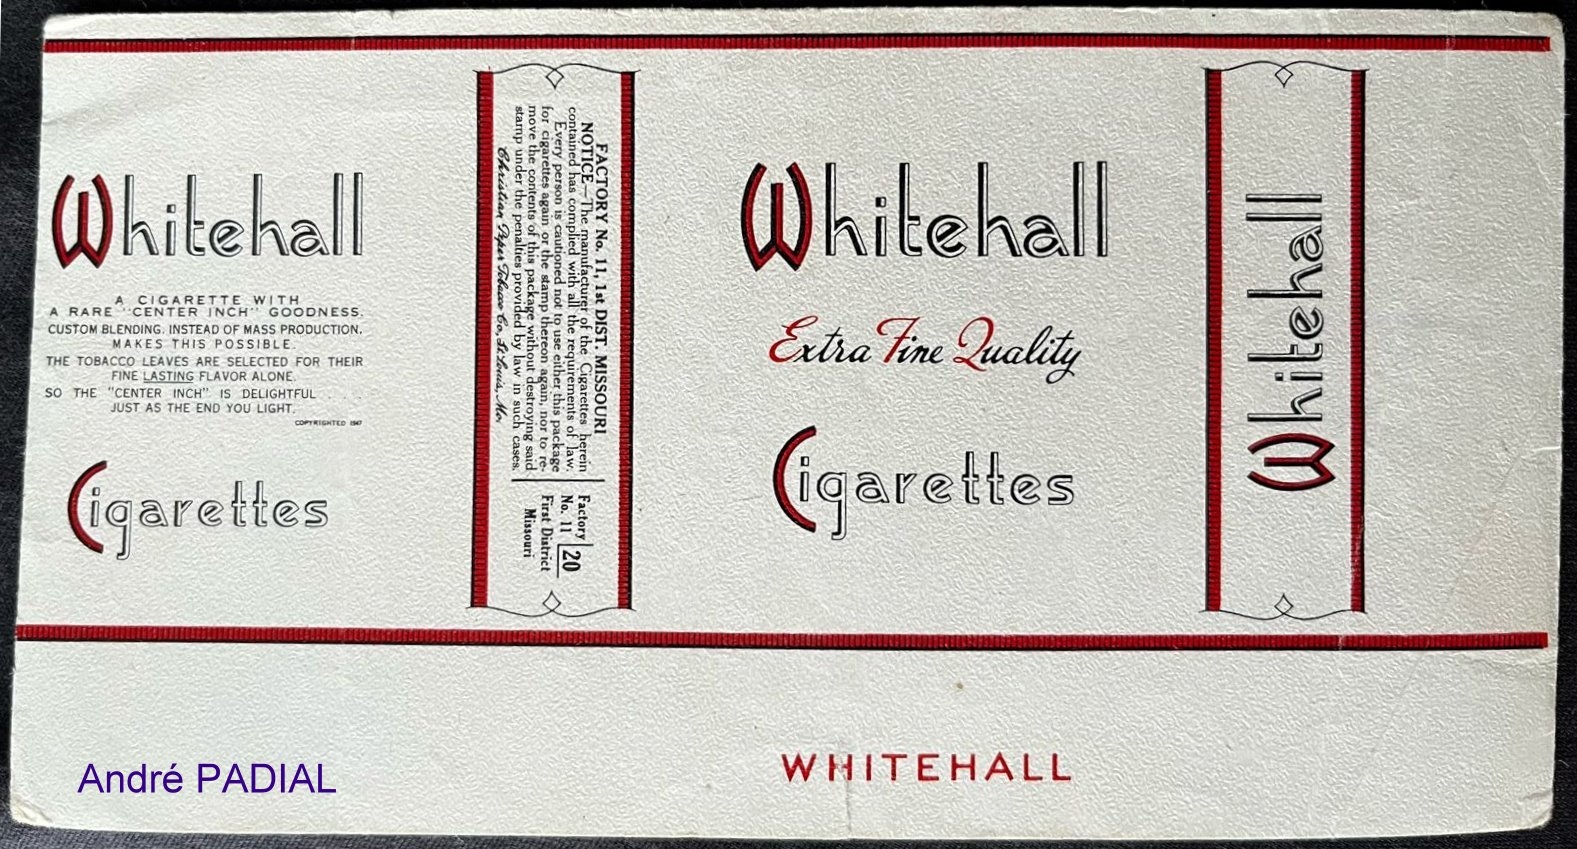 Whitehall
A CIGARETTE WITH
A RARE "CENTER INCH" GOODNESS.
CUSTOM BLENDING, INSTEAD OF MASS PRODUCTION,
MAKES THIS POSSIBLE.
THE TOBACCO LEAVES ARE SELECTED FOR THEIR
FINE LASTING FLAVOR ALONE.
SO THE "CENTER INCH" IS DELIGHTFUL . . .
JUST AS THE END YOU LIGHT.
COPYRIGHTED 1947
Cigarettes
FACTORY No. 11, 1st DIST. MISSOURI
NOTICE—The manufacturer of the Cigarettes herein
contained has complied with all the requirements of law.
Every person is cautioned not to use either this package
for cigarettes again or the stamp thereon again, nor to re-
move the contents of this package without destroying said
stamp under the penalties provided by law in such cases.
Christian Peper Tobacco Co., St. Louis, Mo.
Factory
No. 11
20
First District
Missouri
Whitehall
Extra Fine Quality
Cigarettes
Whitehall
WHITEHALL
André PADIAL